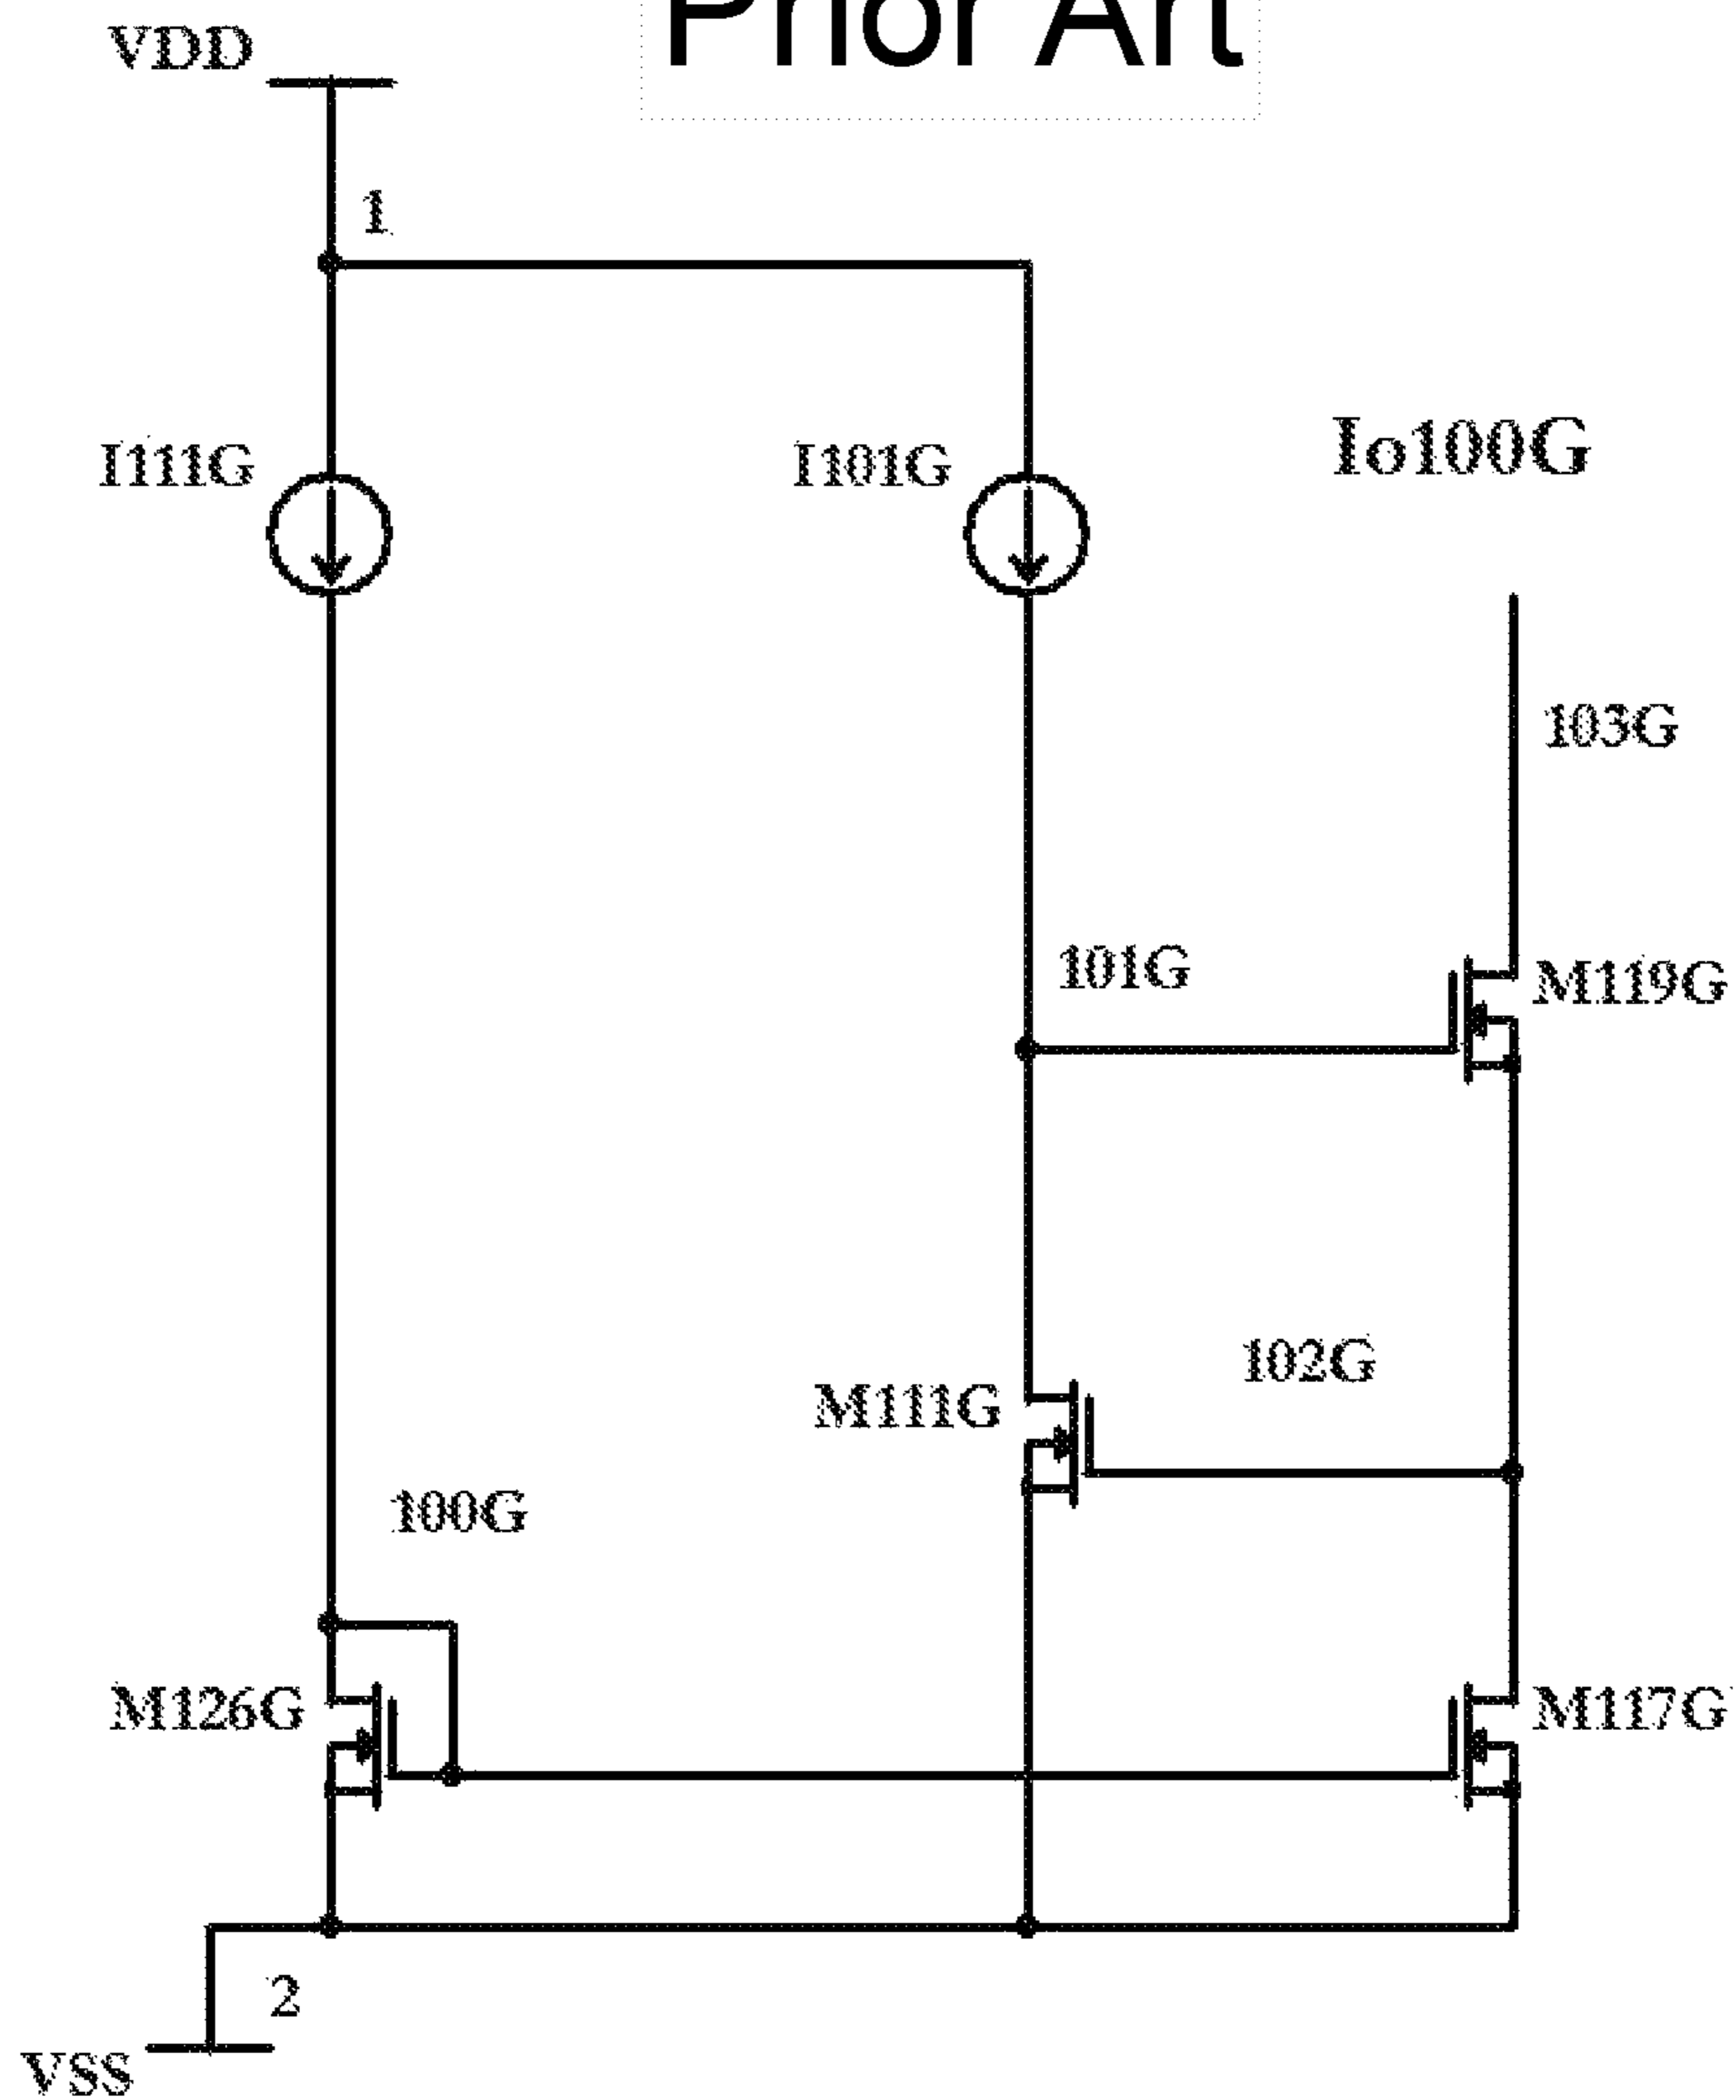 Prior Art
VDD
1
I111G
I101G
Io100G
103G
101G
M119G
M111G
102G
100G
M126G
M117G
2
VSS